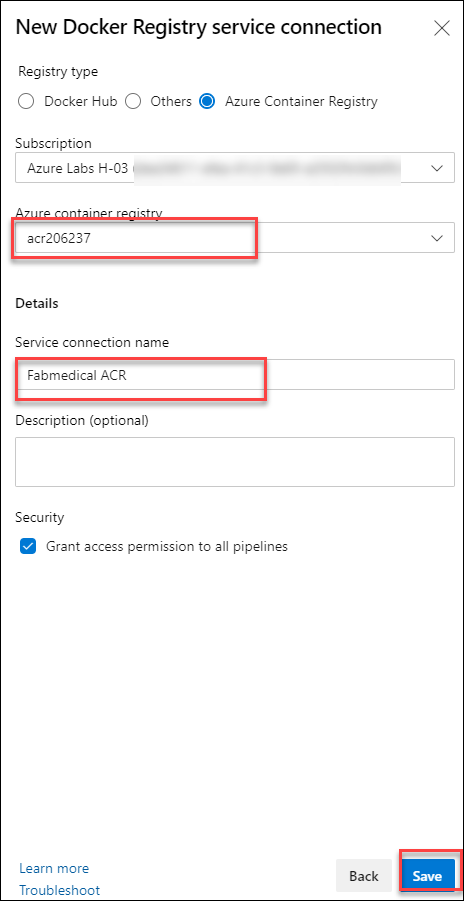 New Docker Registry service connection
Registry type
Docker Hub Others Azure Container Registry
Subscription
Azure Labs H-03
Azure container registry
acr206237
Details
Service connection name
Fabmedical ACR
Description (optional)
Security
Grant access permission to all pipelines
Learn more
Back Save
Troubleshoot